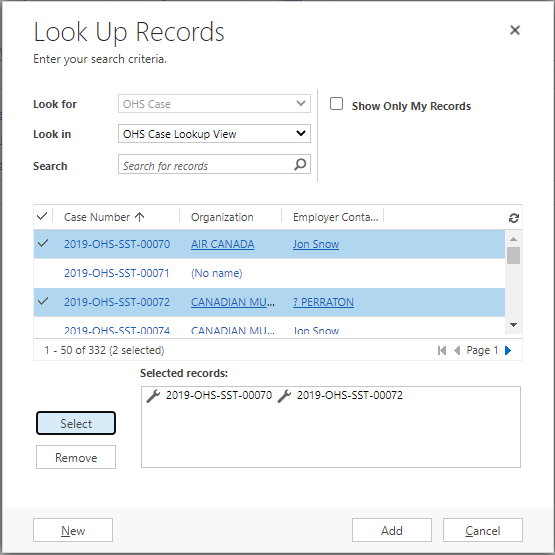 Look Up Records
Enter your search criteria.
Look for OHS Case
Show Only My Records
Look in OHS Case Lookup View
Search Search for records
Case Number Organization Employer Conta...
2019-OHS-SST-00070 AIR CANADA Jon Snow
2019-OHS-SST-00071 (No name)
2019-OHS-SST-00072 CANADIAN MU... ? PERRATON
2019-OHS-SST-00074 CANADIAN MU... Jon Snow
1 - 50 of 332 (2 selected) Page 1
Selected records:
2019-OHS-SST-00070 2019-OHS-SST-00072
Select
Remove
New Add Cancel